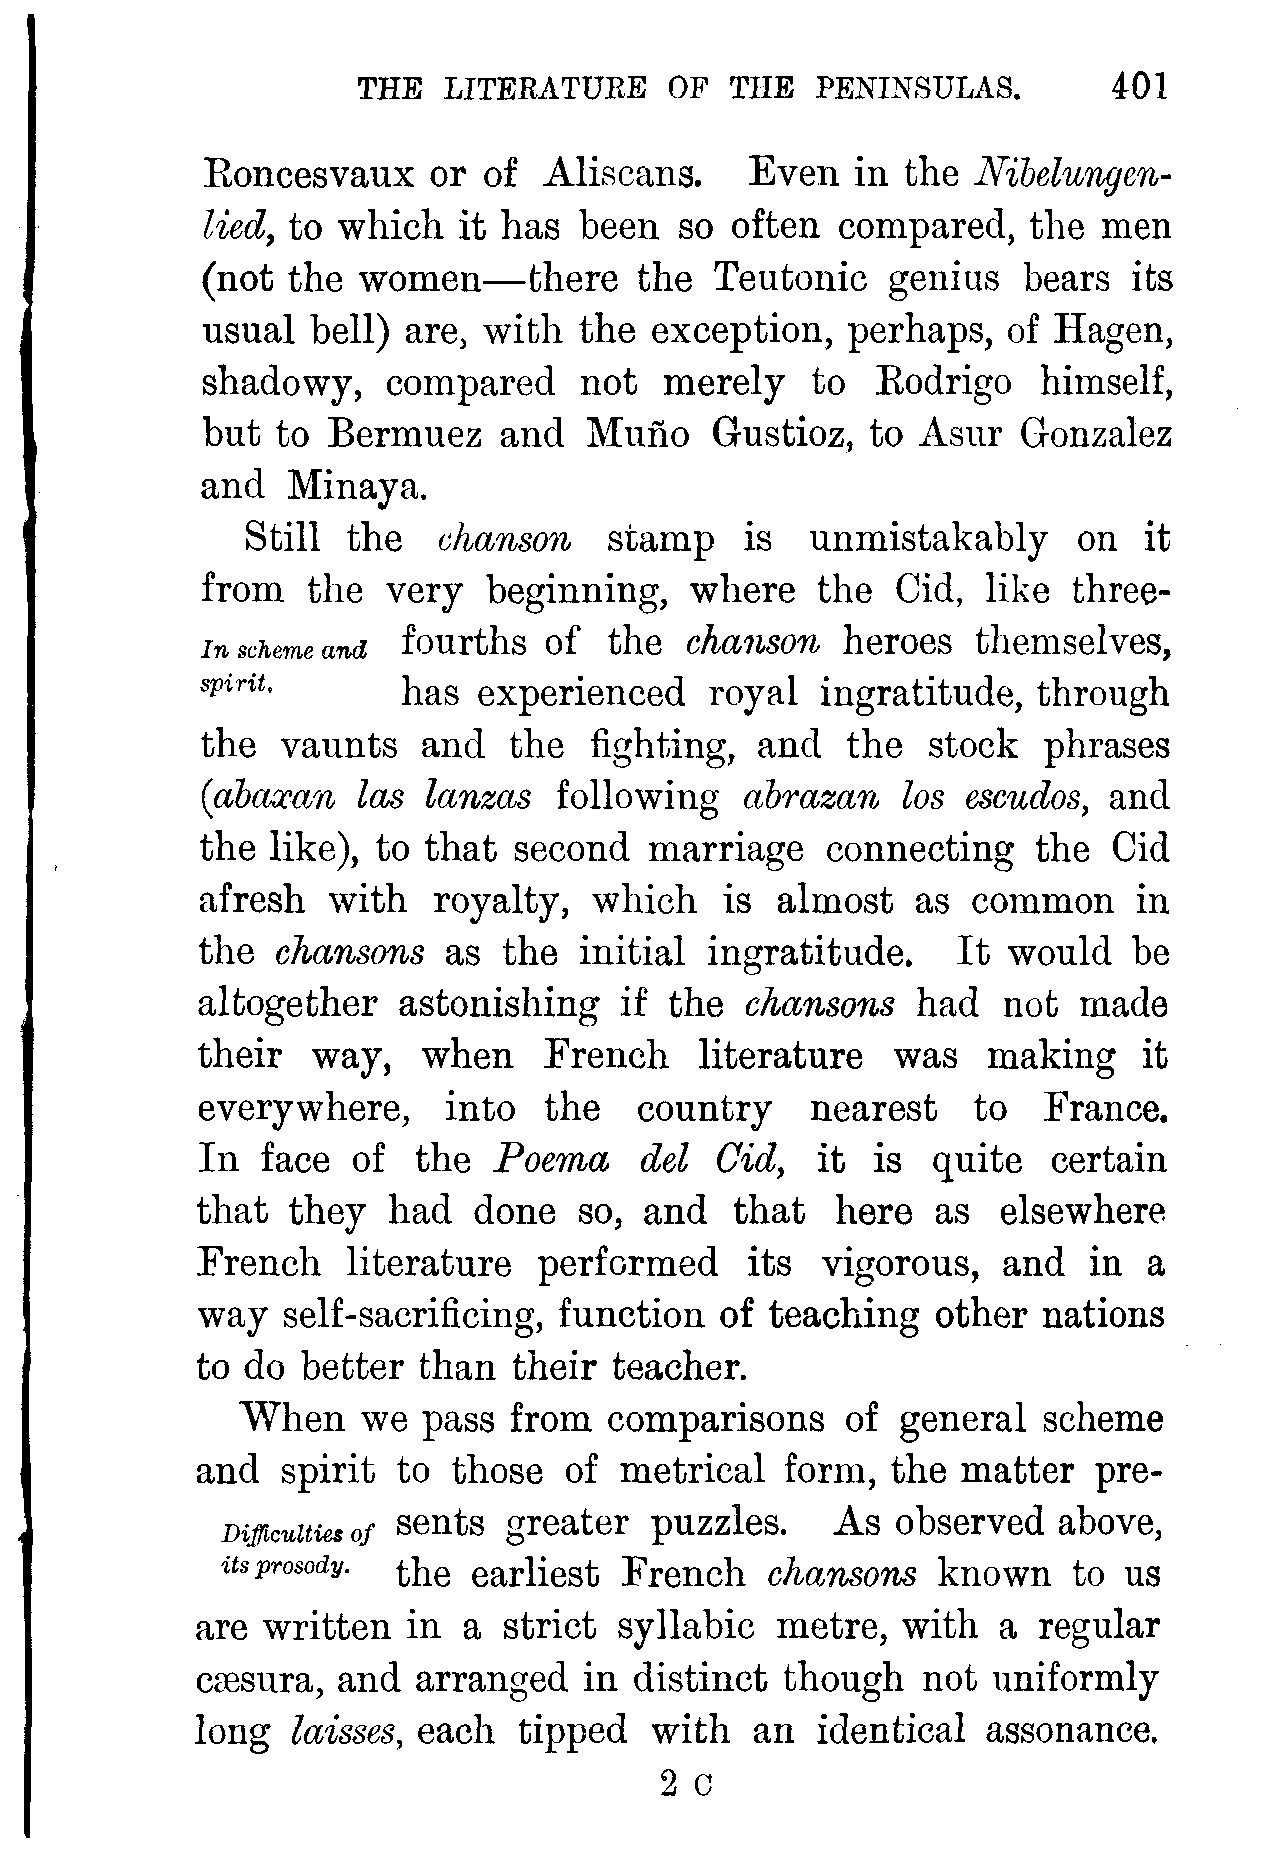 THE LITERATURE OF THE PENINSULAS. 401
Roncesvaux or of Aliscans. Even in the Nibelungen-
lied, to which it has been so often compared, the men
(not the women—there the Teutonic genius bears its
usual bell) are, with the exception, perhaps, of Hagen,
shadowy, compared not merely to Rodrigo himself,
but to Bermuez and Muño Gustioz, to Asur Gonzalez
and Minaya.
Still the chanson stamp is unmistakably on it
from the very beginning, where the Cid, like three-
In scheme and fourths of the chanson heroes themselves,
spirit. has experienced royal ingratitude, through
the vaunts and the fighting, and the stock phrases
(abaxan las lanzas following abrazan los escudos, and
the like), to that second marriage connecting the Cid
afresh with royalty, which is almost as common in
the chansons as the initial ingratitude. It would be
altogether astonishing if the chansons had not made
their way, when French literature was making it
everywhere, into the country nearest to France.
In face of the Poema del Cid, it is quite certain
that they had done so, and that here as elsewhere
French literature performed its vigorous, and in a
way self-sacrificing, function of teaching other nations
to do better than their teacher.
When we pass from comparisons of general scheme
and spirit to those of metrical form, the matter pre-
Difficulties of sents greater puzzles. As observed above,
its prosody. the earliest French chansons known to us
are written in a strict syllabic metre, with a regular
cæsura, and arranged in distinct though not uniformly
long laisses, each tipped with an identical assonance.
2 C